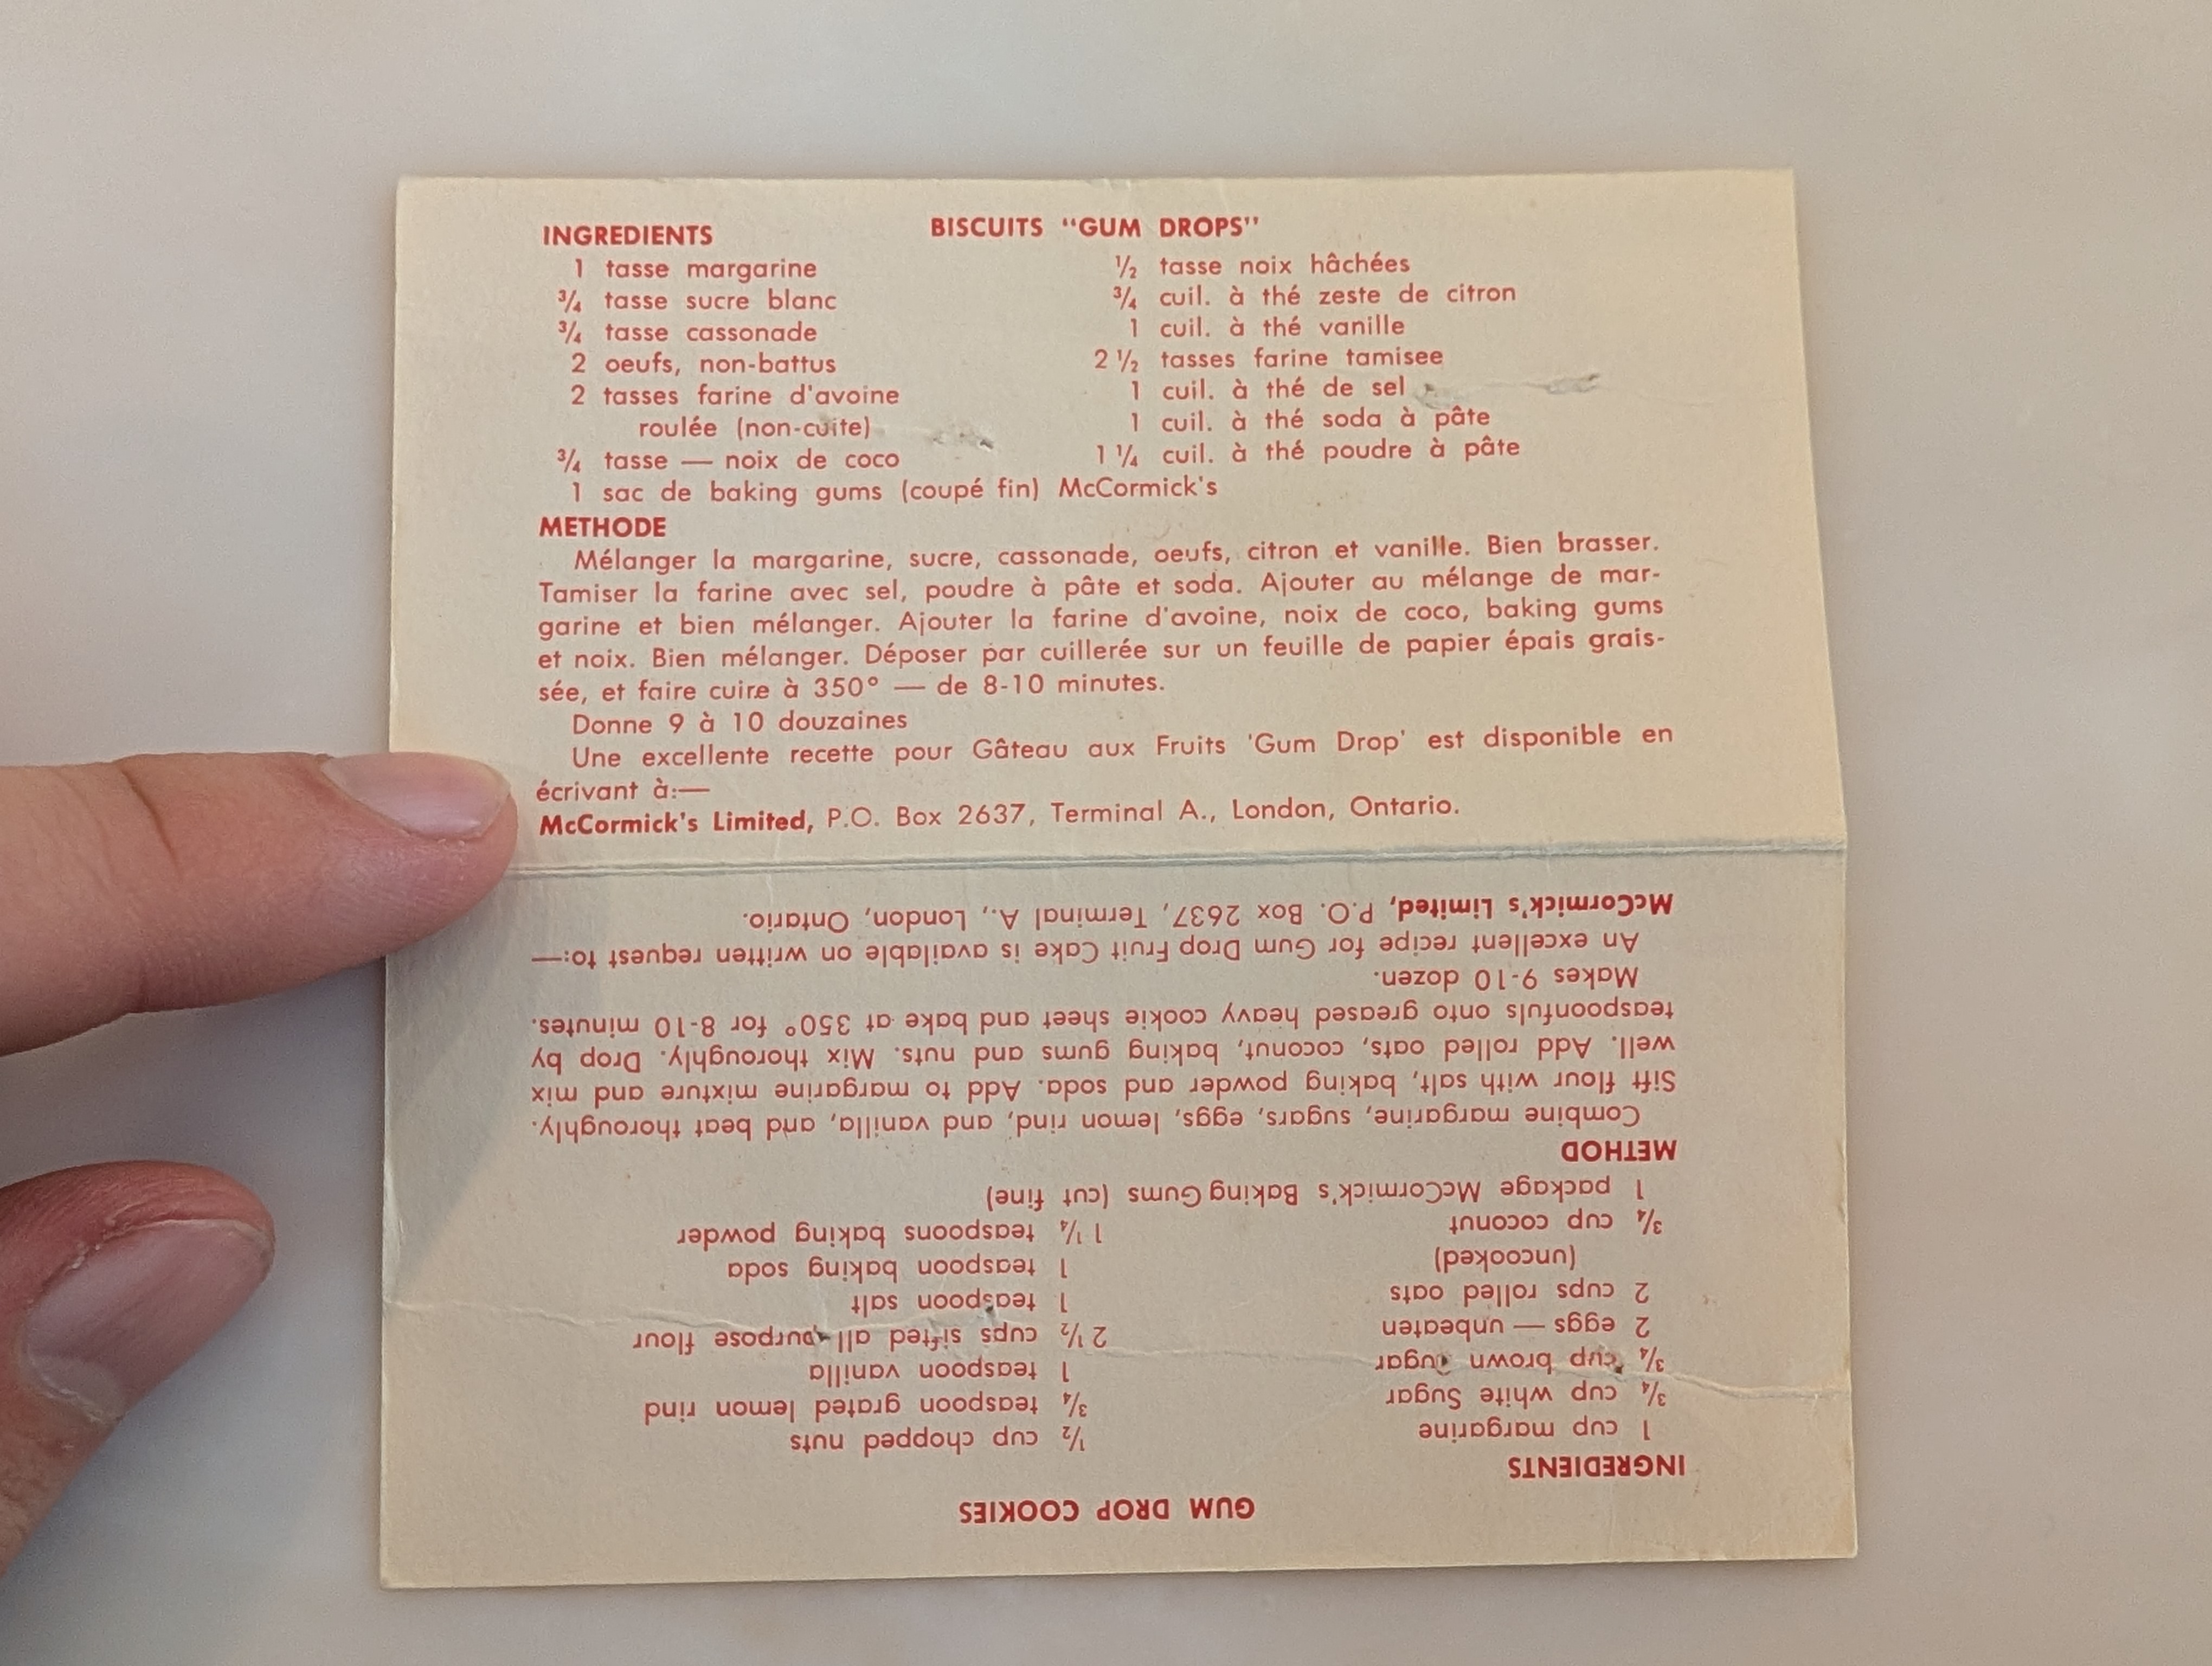 BISCUITS "GUM DROPS"
INGREDIENTS
1 tasse margarine
3/4 tasse sucre blanc
3/4 tasse cassonade
2 oeufs, non-battus
2 tasses farine d'avoine
roulée (non-cuite)
3/4 tasse — noix de coco
1/2 tasse noix hâchées
3/4 cuil. à thé zeste de citron
1 cuil. à thé vanille
2 1/2 tasses farine tamisee
1 cuil. à thé de sel
1 cuil. à thé soda à pâte
1 1/4 cuil. à thé poudre à pâte
1 sac de baking gums (coupé fin) McCormick's
METHODE
Mélanger la margarine, sucre, cassonade, oeufs, citron et vanille. Bien brasser.
Tamiser la farine avec sel, poudre à pâte et soda. Ajouter au mélange de mar-
garine et bien mélanger. Ajouter la farine d'avoine, noix de coco, baking gums
et noix. Bien mélanger. Déposer par cuillerée sur un feuille de papier épais grais-
sée, et faire cuire à 350° — de 8-10 minutes.
Donne 9 à 10 douzaines
Une excellente recette pour Gâteau aux Fruits 'Gum Drop' est disponible en
écrivant à:—
McCormick's Limited, P.O. Box 2637, Terminal A., London, Ontario.
GUM DROP COOKIES
INGREDIENTS
1 cup margarine
3/4 cup white Sugar
3/4 cup brown sugar
2 eggs — unbeaten
2 cups rolled oats
(uncooked)
3/4 cup coconut
1/2 cup chopped nuts
3/4 teaspoon grated lemon rind
1 teaspoon vanilla
2 1/2 cups sifted all purpose flour
1 teaspoon salt
1 teaspoon baking soda
1 1/4 teaspoons baking powder
1 package McCormick's Baking Gums (cut fine)
METHOD
Combine margarine, sugars, eggs, lemon rind, and vanilla, and beat thoroughly.
Sift flour with salt, baking powder and soda. Add to margarine mixture and mix
well. Add rolled oats, coconut, baking gums and nuts. Mix thoroughly. Drop by
teaspoonfuls onto greased heavy cookie sheet and bake at 350° for 8-10 minutes.
Makes 9-10 dozen.
An excellent recipe for Gum Drop Fruit Cake is available on written request to:—
McCormick's Limited, P.O. Box 2637, Terminal A., London, Ontario.